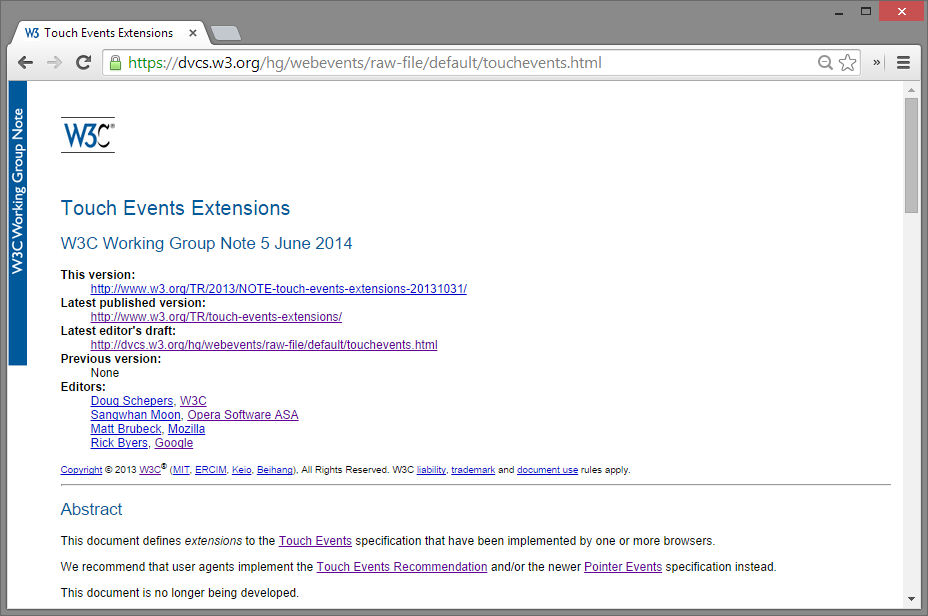 W3 Touch Events Extensions
https://dvcs.w3.org/hg/webevents/raw-file/default/touchevents.html
W3C Working Group Note
W3C®
Touch Events Extensions
W3C Working Group Note 5 June 2014
This version:
http://www.w3.org/TR/2013/NOTE-touch-events-extensions-20131031/
Latest published version:
http://www.w3.org/TR/touch-events-extensions/
Latest editor's draft:
http://dvcs.w3.org/hg/webevents/raw-file/default/touchevents.html
Previous version:
None
Editors:
Doug Schepers, W3C
Sangwhan Moon, Opera Software ASA
Matt Brubeck, Mozilla
Rick Byers, Google
Copyright © 2013 W3C® (MIT, ERCIM, Keio, Beihang), All Rights Reserved. W3C liability, trademark and document use rules apply.
Abstract
This document defines extensions to the Touch Events specification that have been implemented by one or more browsers.
We recommend that user agents implement the Touch Events Recommendation and/or the newer Pointer Events specification instead.
This document is no longer being developed.